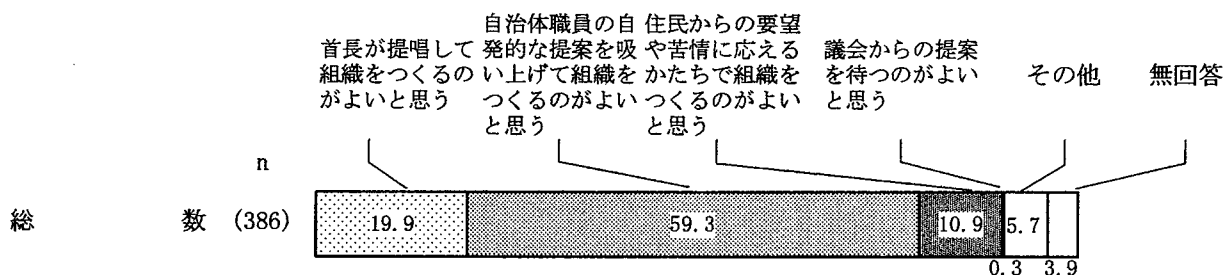 首長が提唱して
組織をつくるの
がよいと思う
自治体職員の自
発的な提案を吸
い上げて組織を
つくるのがよい
と思う
住民からの要望
や苦情に応える
かたちで組織を
つくるのがよい
と思う
議会からの提案
を待つのがよい
と思う
その他
無回答
n
総 数 (386)
19.9
59.3
10.9
5.7
0.3
3.9